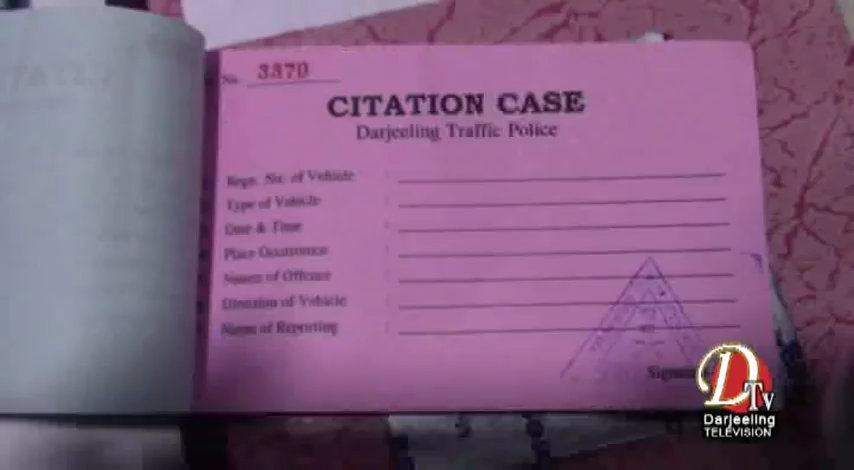 No. 3370
CITATION CASE
Darjeeling Traffic Police
Regn. No. of Vehicle :
Type of Vehicle :
Date & Time :
Place Occurrence :
Nature of Offence :
Direction of Vehicle :
Name of Reporting :
D TV
Darjeeling
TELEVISION